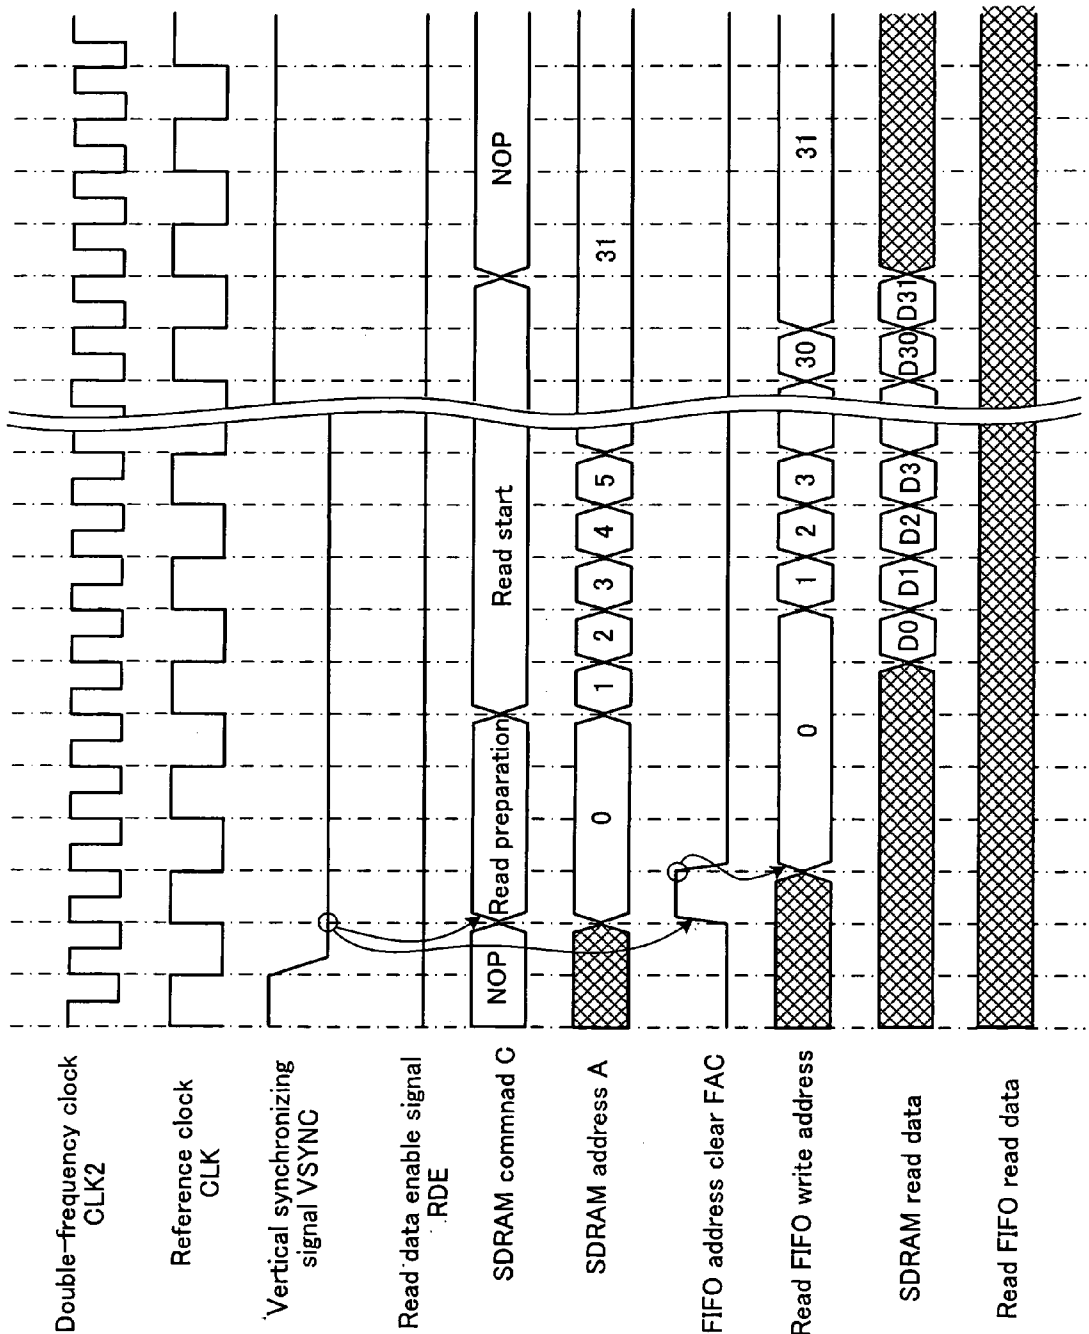 Double-frequency clock
CLK2
Reference clock
CLK
Vertical synchronizing
signal VSYNC
Read data enable signal
RDE
SDRAM commnad C
NOP
Read preparation
Read start
NOP
SDRAM address A
0
1
2
3
4
5
31
FIFO address clear FAC
Read FIFO write address
0
1
2
3
30
31
SDRAM read data
D0
D1
D2
D3
D30
D31
Read FIFO read data